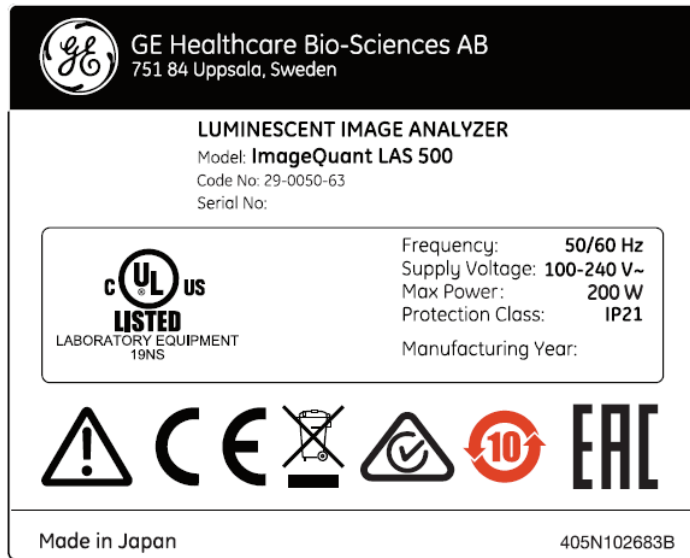 GE GE Healthcare Bio-Sciences AB
751 84 Uppsala, Sweden
LUMINESCENT IMAGE ANALYZER
Model: ImageQuant LAS 500
Code No: 29-0050-63
Serial No:
C UL US
®
LISTED
LABORATORY EQUIPMENT
19NS
Frequency: 50/60 Hz
Supply Voltage: 100-240 V~
Max Power: 200 W
Protection Class: IP21
Manufacturing Year:
! CE 10 EAC
Made in Japan 405N102683B